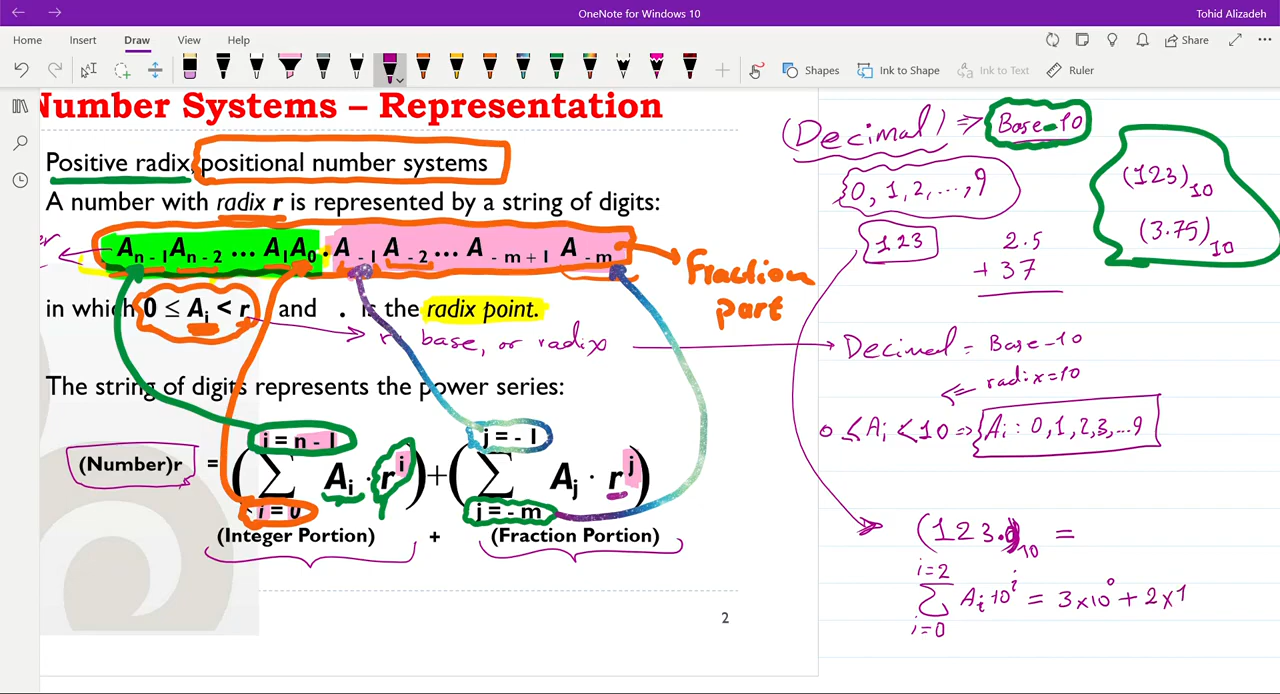 OneNote for Windows 10
Tohid Alizadeh
Home Insert Draw View Help
Share
Shapes Ink to Shape Ink to Text Ruler
Number Systems – Representation
Positive radix, positional number systems
A number with radix r is represented by a string of digits:
A n - 1 A n - 2 … A 1 A 0 . A - 1 A - 2 … A - m + 1 A - m
in which 0 ≤ A i < r and . is the radix point.
The string of digits represents the power series:
(Number)r = ( i = n - 1 ∑ i = 0 A i · r i ) + ( j = - 1 ∑ j = - m A j · r j )
(Integer Portion) + (Fraction Portion)
2
Fraction
part
r base, or radix
(Decimal) ⇒ Base-10
{0, 1, 2, ..., 9
123
2.5
+ 37
(123)10
(3.75)10
Decimal = Base-10
⇐ radix=10
0 ≤ Ai < 10 ⇒ {Ai : 0,1,2,3,...9
(123.0)10 =
i=2
∑ Ai 10^i = 3×10^0 + 2×1
i=0